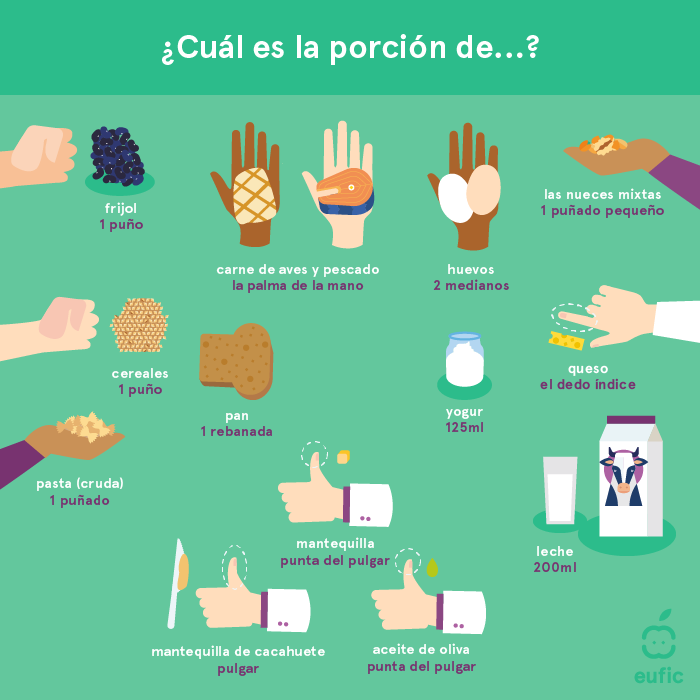 ¿Cuál es la porción de...?
frijol
1 puño
carne de aves y pescado
la palma de la mano
huevos
2 medianos
las nueces mixtas
1 puñado pequeño
cereales
1 puño
pan
1 rebanada
yogur
125ml
queso
el dedo índice
pasta (cruda)
1 puñado
mantequilla
punta del pulgar
leche
200ml
mantequilla de cacahuete
pulgar
aceite de oliva
punta del pulgar
eufic